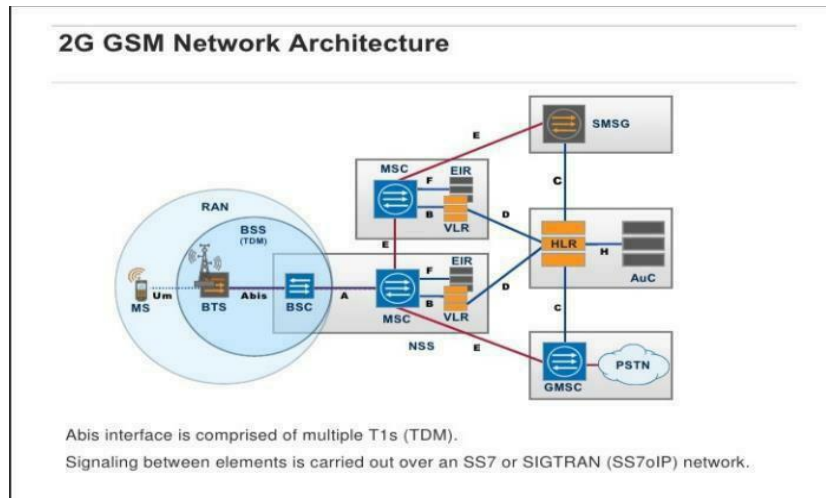 2G GSM Network Architecture
E
SMSG
MSC
EIR
F
C
B
D
VLR
RAN
BSS
(TDM)
E
HLR
H
AuC
EIR
F
D
C
MS
Um
BTS
Abis
BSC
A
B
MSC
VLR
NSS
E
GMSC
PSTN
Abis interface is comprised of multiple T1s (TDM).
Signaling between elements is carried out over an SS7 or SIGTRAN (SS7oIP) network.